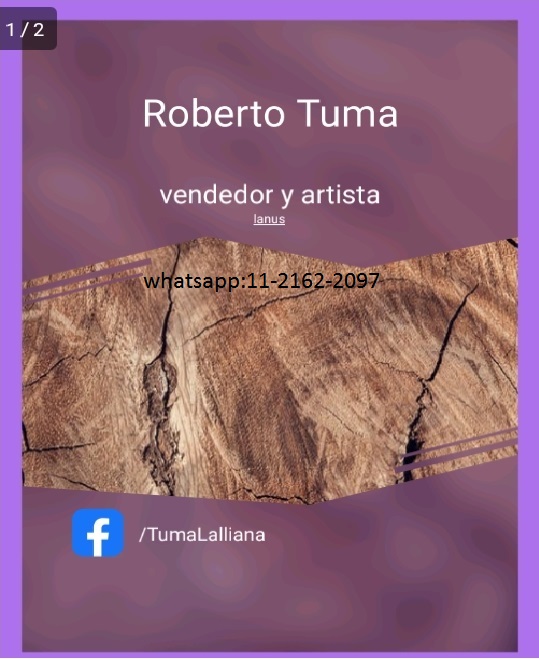 1/2
Roberto Tuma
vendedor y artista
lanus
whatsapp:11-2162-2097
/TumaLalliana